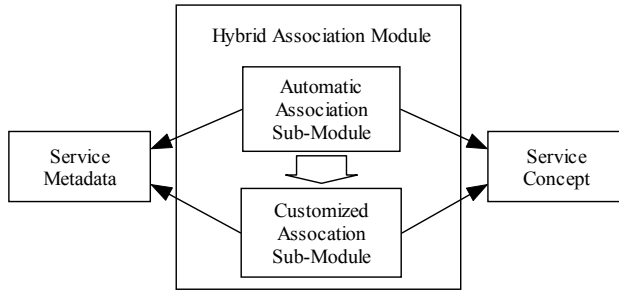 Hybrid Association Module
Automatic
Association
Sub-Module
Service
Metadata
Service
Concept
Customized
Assocation
Sub-Module